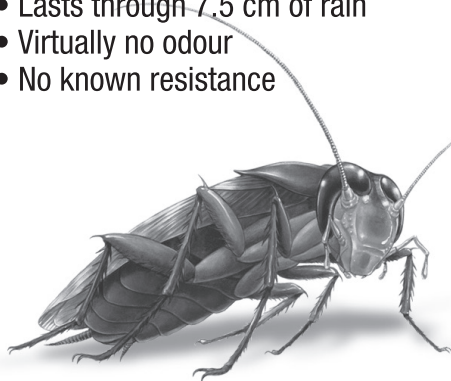 • Lasts through 7.5 cm of rain
• Virtually no odour
• No known resistance